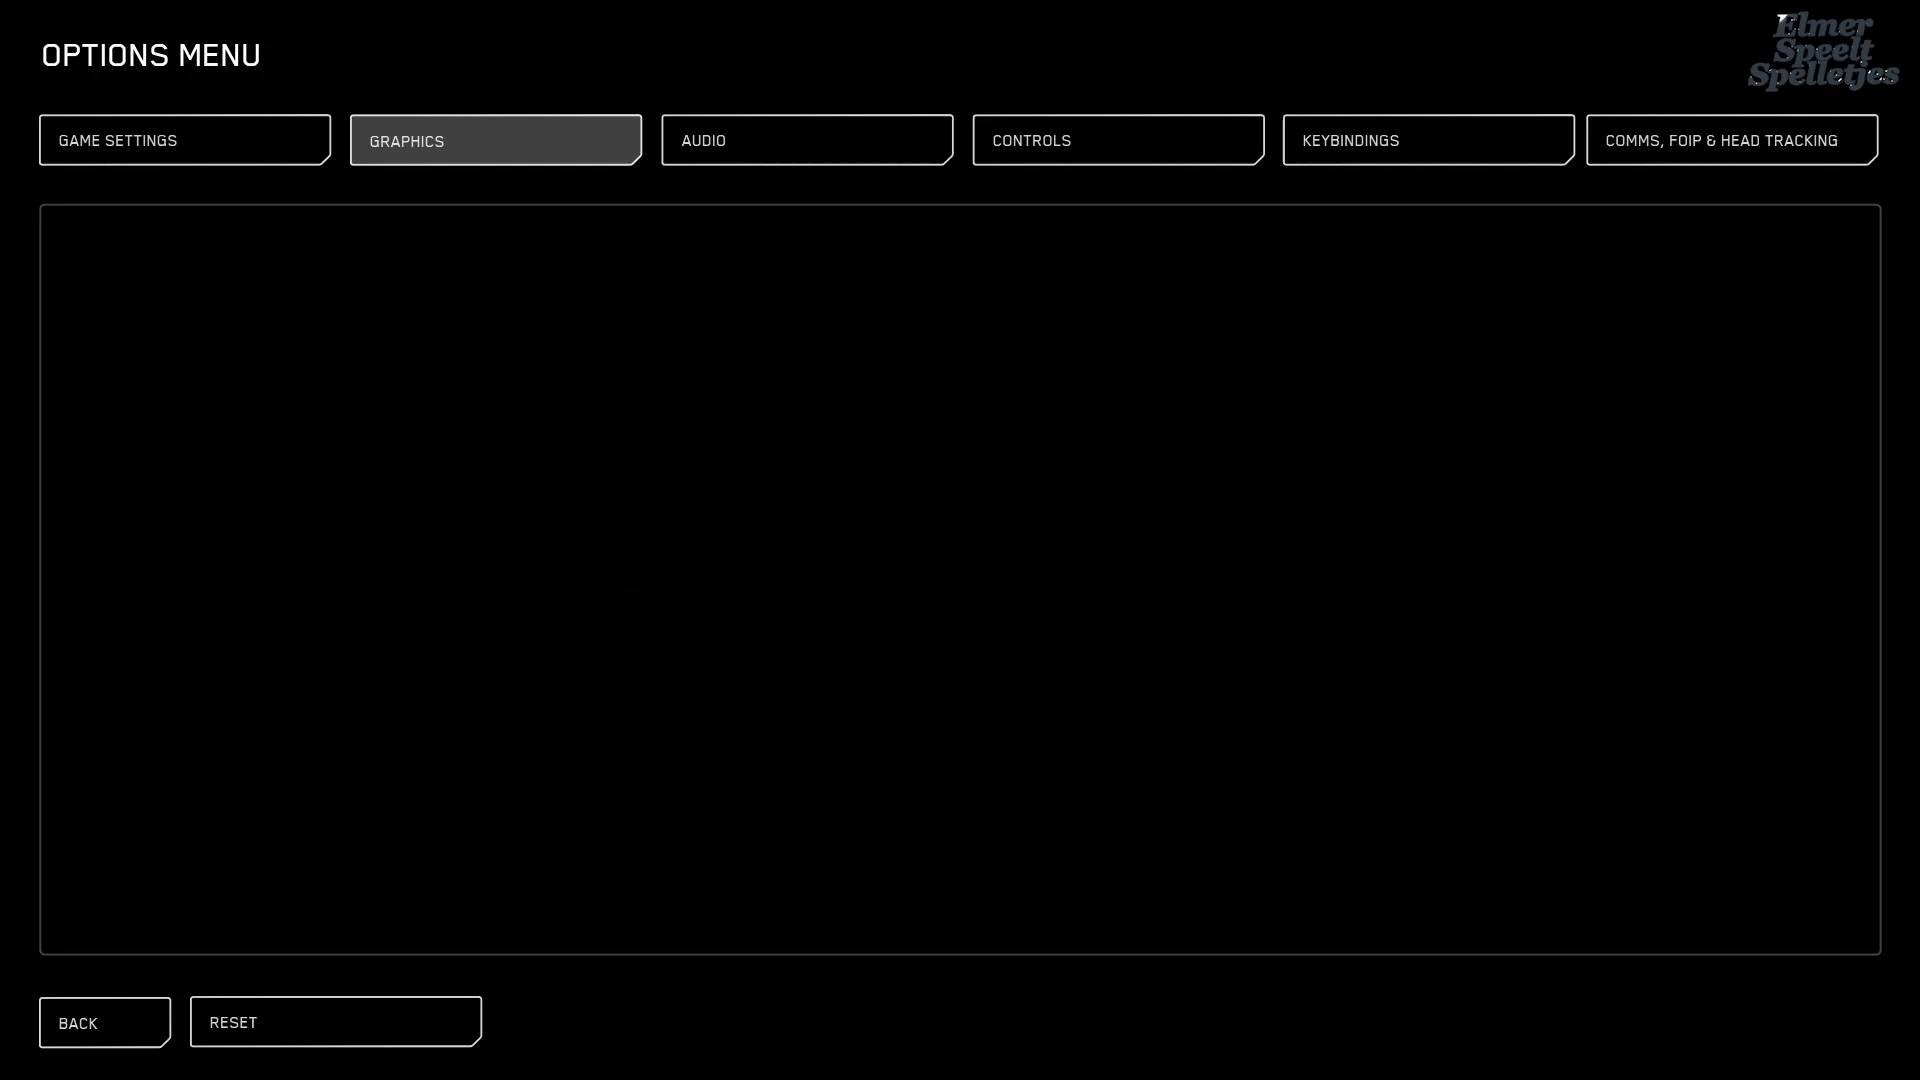 OPTIONS MENU
Elmer
Speelt
Spelletjes
GAME SETTINGS
GRAPHICS
AUDIO
CONTROLS
KEYBINDINGS
COMMS, FOIP & HEAD TRACKING
BACK
RESET